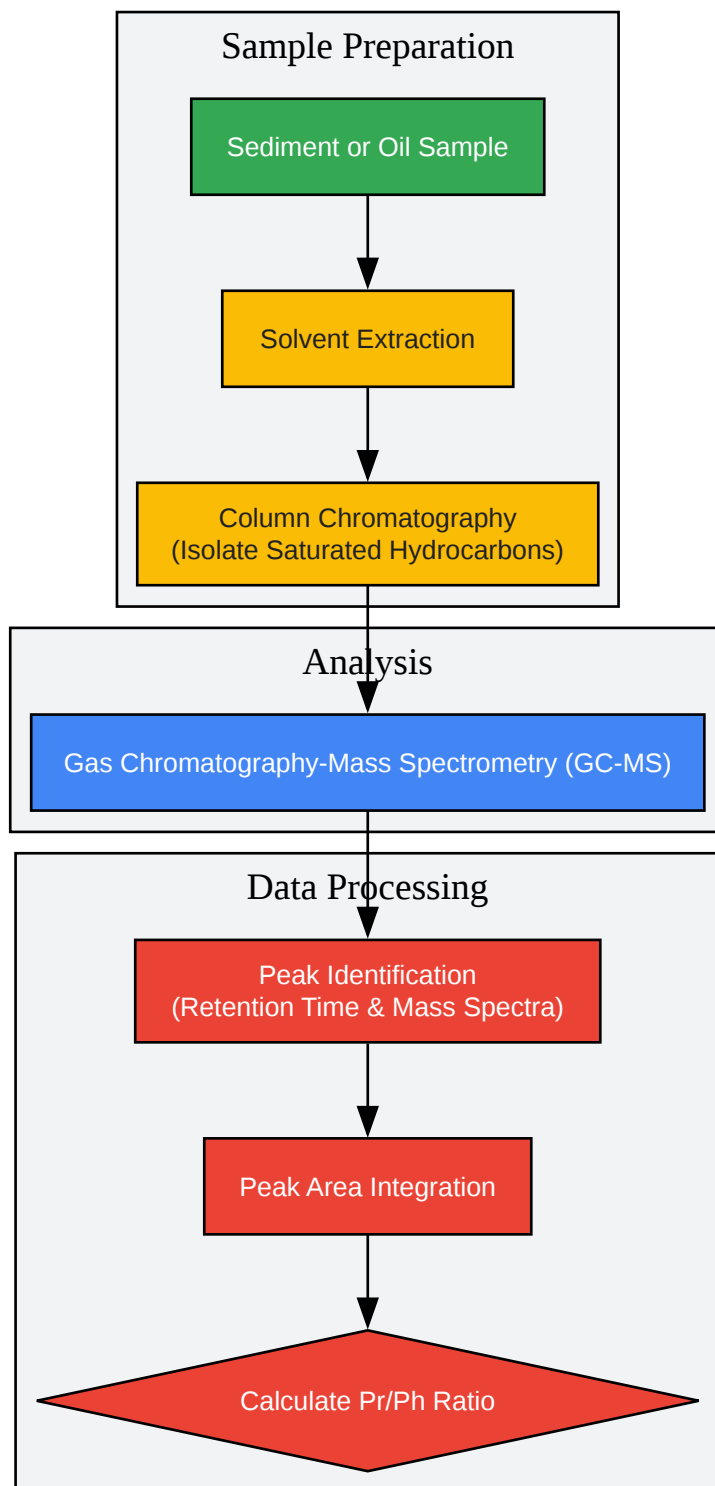 Sample Preparation
Sediment or Oil Sample
Solvent Extraction
Column Chromatography
(Isolate Saturated Hydrocarbons)
Analysis
Gas Chromatography-Mass Spectrometry (GC-MS)
Data Processing
Peak Identification
(Retention Time & Mass Spectra)
Peak Area Integration
Calculate Pr/Ph Ratio